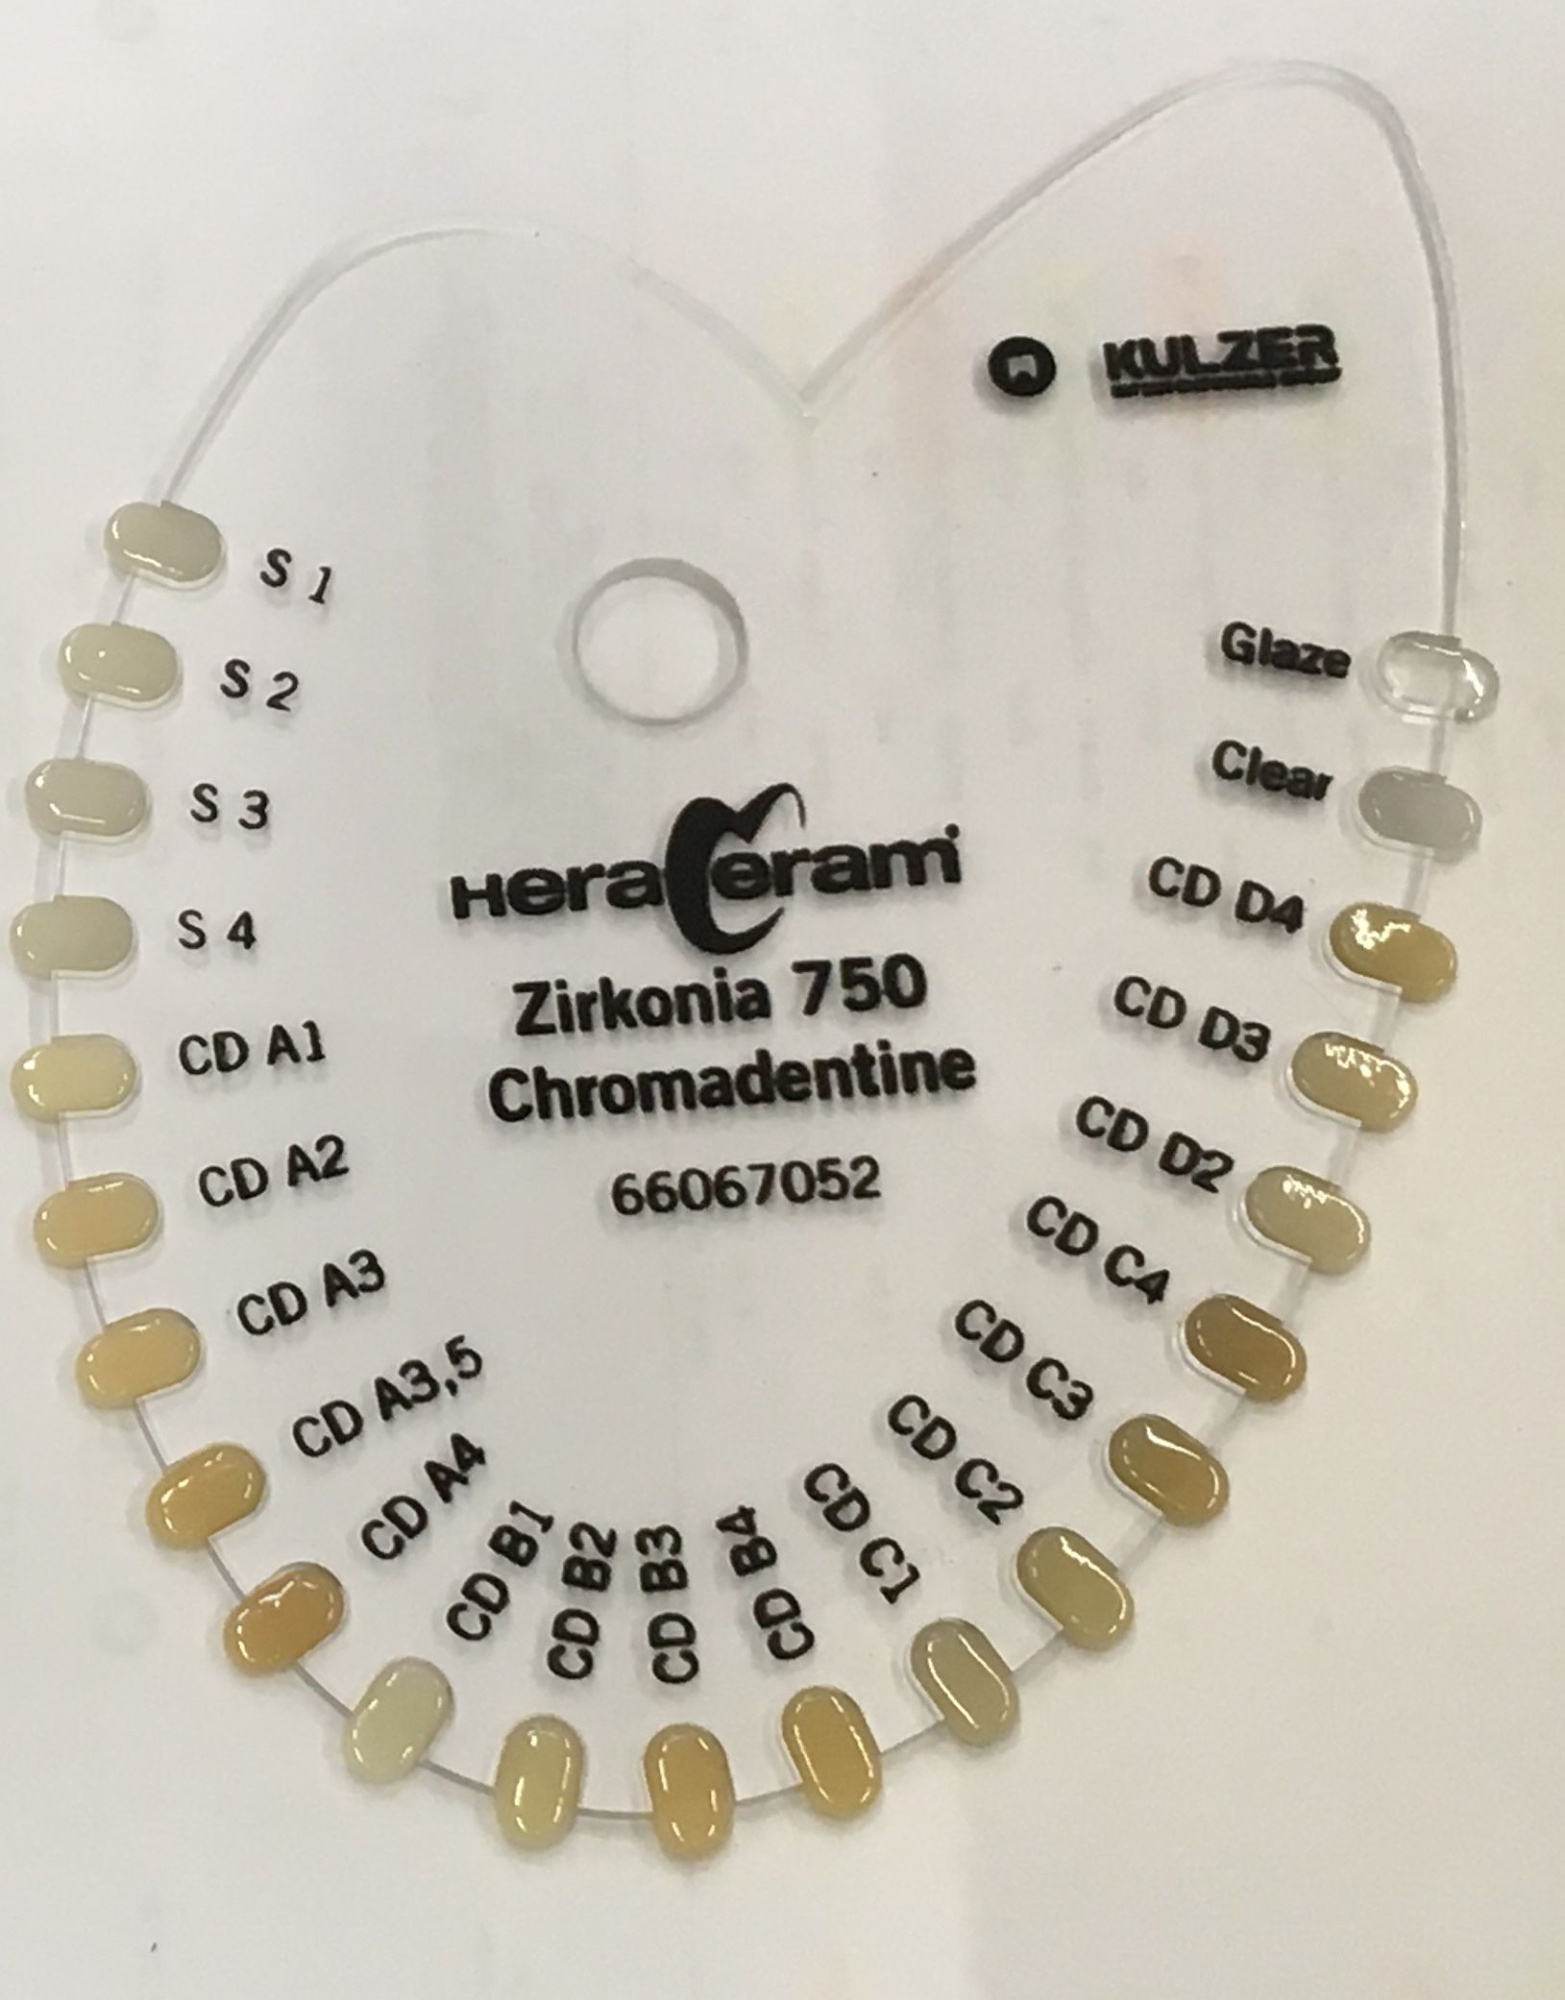 KULZER
S 1
S 2
S 3
S 4
CD A1
CD A2
CD A3
CD A3,5
CD A4
CD B1
CD B2
CD B3
CD B4
CD C1
CD C2
CD C3
CD C4
CD D2
CD D3
CD D4
Clear
Glaze
HeraCeram
Zirkonia 750
Chromadentine
66067052